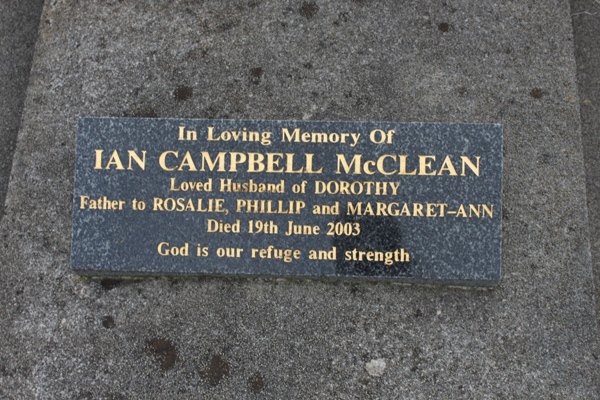 In Loving Memory Of
IAN CAMPBELL McCLEAN
Loved Husband of DOROTHY
Father to ROSALIE, PHILLIP and MARGARET-ANN
Died 19th June 2003
God is our refuge and strength